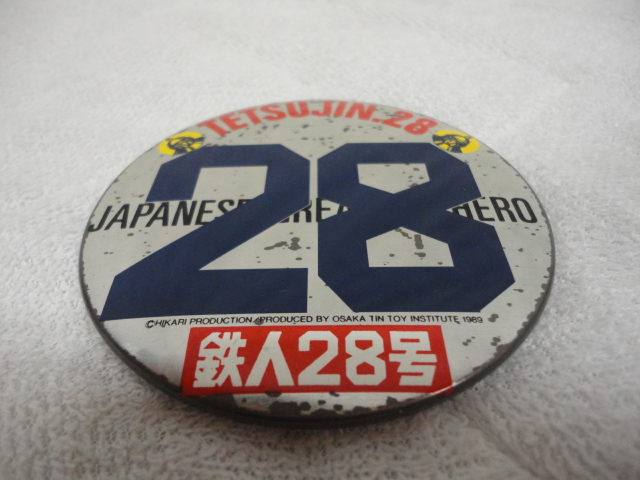 TETSUJIN.28
28
JAPANESE HERO
©HIKARI PRODUCTION. PRODUCED BY OSAKA TIN TOY INSTITUTE 1989
鉄人28号